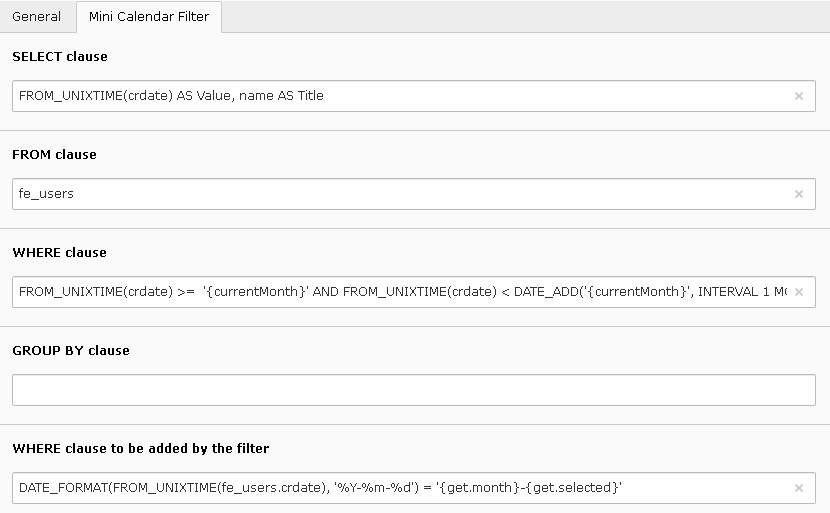 General Mini Calendar Filter
SELECT clause
FROM_UNIXTIME(crdate) AS Value, name AS Title ×
FROM clause
fe_users ×
WHERE clause
FROM_UNIXTIME(crdate) >=  '{currentMonth}' AND FROM_UNIXTIME(crdate) < DATE_ADD('{currentMonth}', INTERVAL 1 ×
GROUP BY clause
WHERE clause to be added by the filter
DATE_FORMAT(FROM_UNIXTIME(fe_users.crdate), '%Y-%m-%d') = '{get.month}-{get.selected}' ×